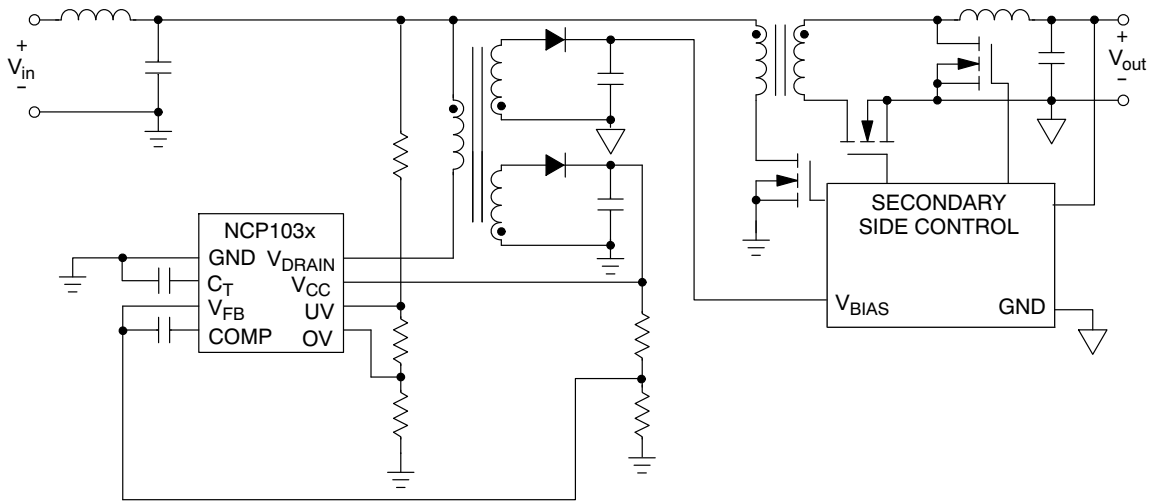 +
V_in
-
+
V_out
-
SECONDARY
SIDE CONTROL
V_BIAS
GND
NCP103x
GND
V_DRAIN
C_T
V_CC
V_FB
UV
COMP
OV